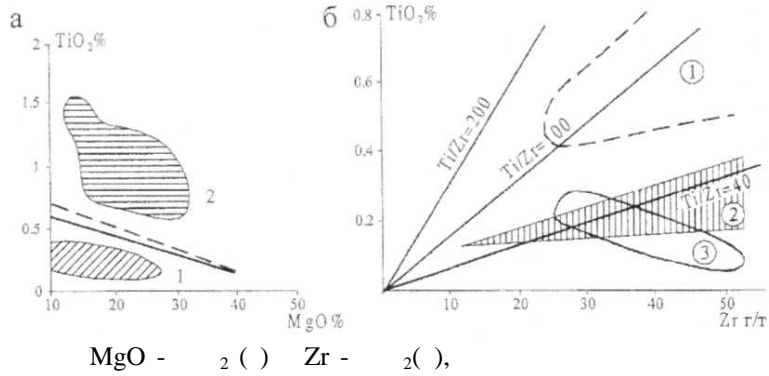 а
TiO2%
2
1.5
1
0.5
0
10
20
30
40
50
MgO %
2
1
б
TiO2%
0.8
0.6
0.4
0.2
10
20
30
40
50
Zr г/т
Ti/Zr=200
Ti/Zr=100
Ti/Zr=40
1
2
3
MgO - 2 ( ) Zr - 2( ),